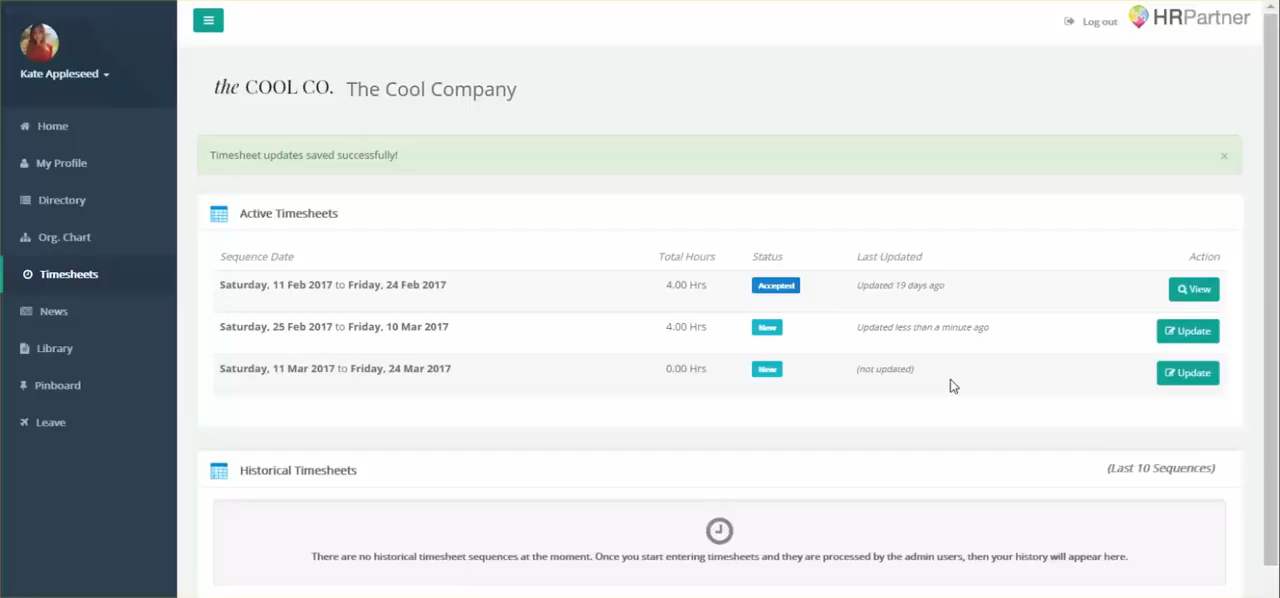 Kate Appleseed
Home
My Profile
Directory
Org. Chart
Timesheets
News
Library
Pinboard
Leave
Log out
HRPartner
the COOL CO. The Cool Company
Timesheet updates saved successfully!
×
Active Timesheets
Sequence Date Total Hours Status Last Updated Action
Saturday, 11 Feb 2017 to Friday, 24 Feb 2017 4.00 Hrs Accepted Updated 19 days ago View
Saturday, 25 Feb 2017 to Friday, 10 Mar 2017 4.00 Hrs New Updated less than a minute ago Update
Saturday, 11 Mar 2017 to Friday, 24 Mar 2017 0.00 Hrs New (not updated) Update
Historical Timesheets (Last 10 Sequences)
There are no historical timesheet sequences at the moment. Once you start entering timesheets and they are processed by the admin users, then your history will appear here.